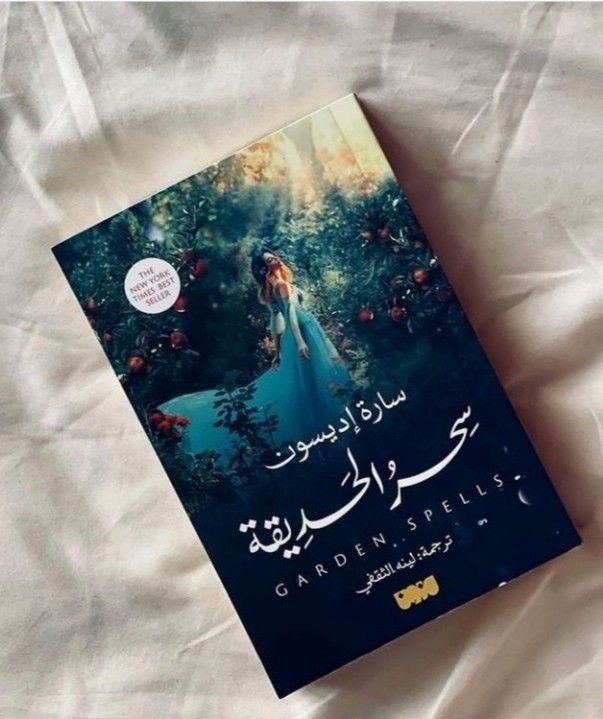 THE
NEW YORK
TIMES BEST
SELLER
سارة إديسون
سِحرُ الحَدِيقة
GARDEN SPELLS
ترجمة: لينه الثقفي